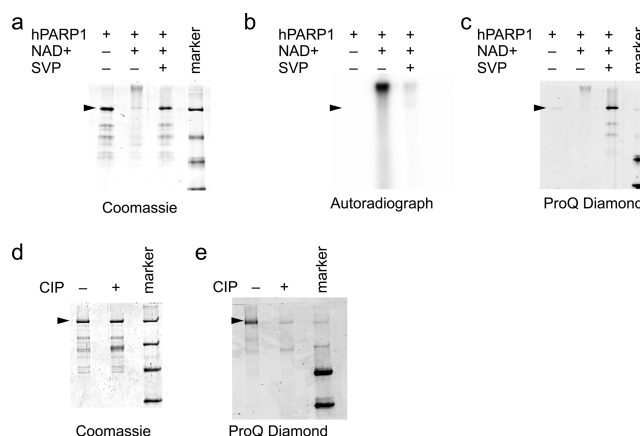 a
hPARP1 + + +
NAD+ – + +
SVP – – +
marker
Coomassie
b
hPARP1 + + +
NAD+ – + +
SVP – – +
Autoradiograph
c
hPARP1 + + +
NAD+ – + +
SVP – – +
marker
ProQ Diamond
d
CIP – +
marker
Coomassie
e
CIP – +
marker
ProQ Diamond